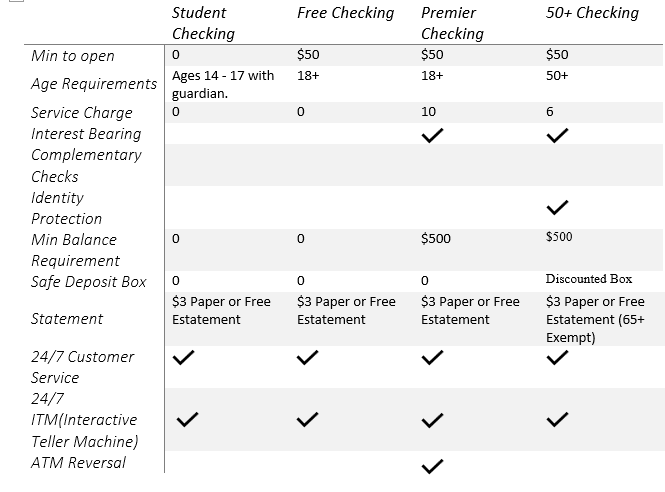 Student Checking Free Checking Premier Checking 50+ Checking
Min to open 0 $50 $50 $50
Age Requirements Ages 14 - 17 with guardian. 18+ 18+ 50+
Service Charge 0 0 10 6
Interest Bearing ✓ ✓
Complementary Checks
Identity Protection ✓
Min Balance Requirement 0 0 $500 $500
Safe Deposit Box 0 0 0 Discounted Box
Statement $3 Paper or Free Estatement $3 Paper or Free Estatement $3 Paper or Free Estatement $3 Paper or Free Estatement (65+ Exempt)
24/7 Customer Service ✓ ✓ ✓ ✓
24/7 ITM(Interactive Teller Machine) ✓ ✓ ✓ ✓
ATM Reversal ✓